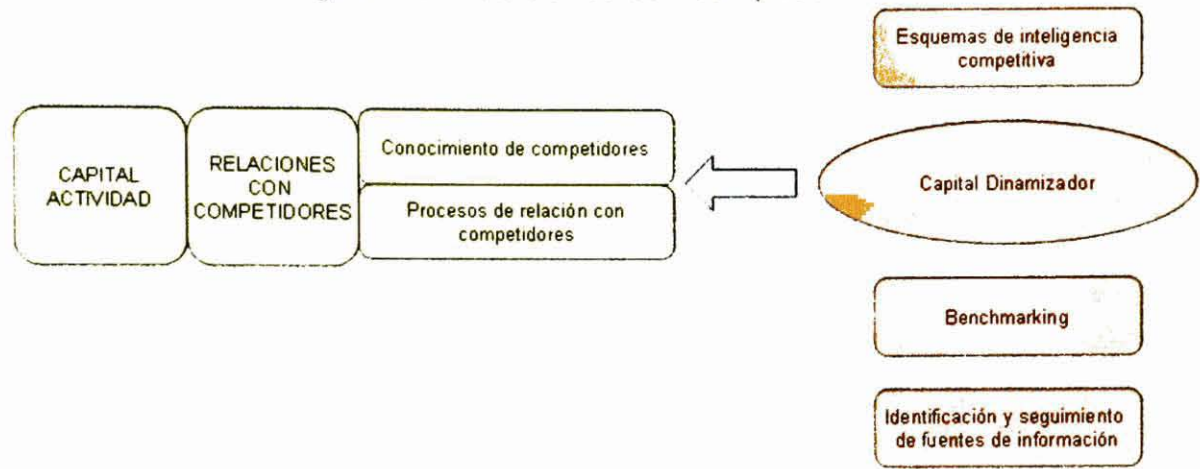 Esquemas de inteligencia
competitiva
CAPITAL
ACTIVIDAD
RELACIONES
CON
COMPETIDORES
Conocimiento de competidores
Procesos de relación con
competidores
Capital Dinamizador
Benchmarking
Identificación y seguimiento
de fuentes de información